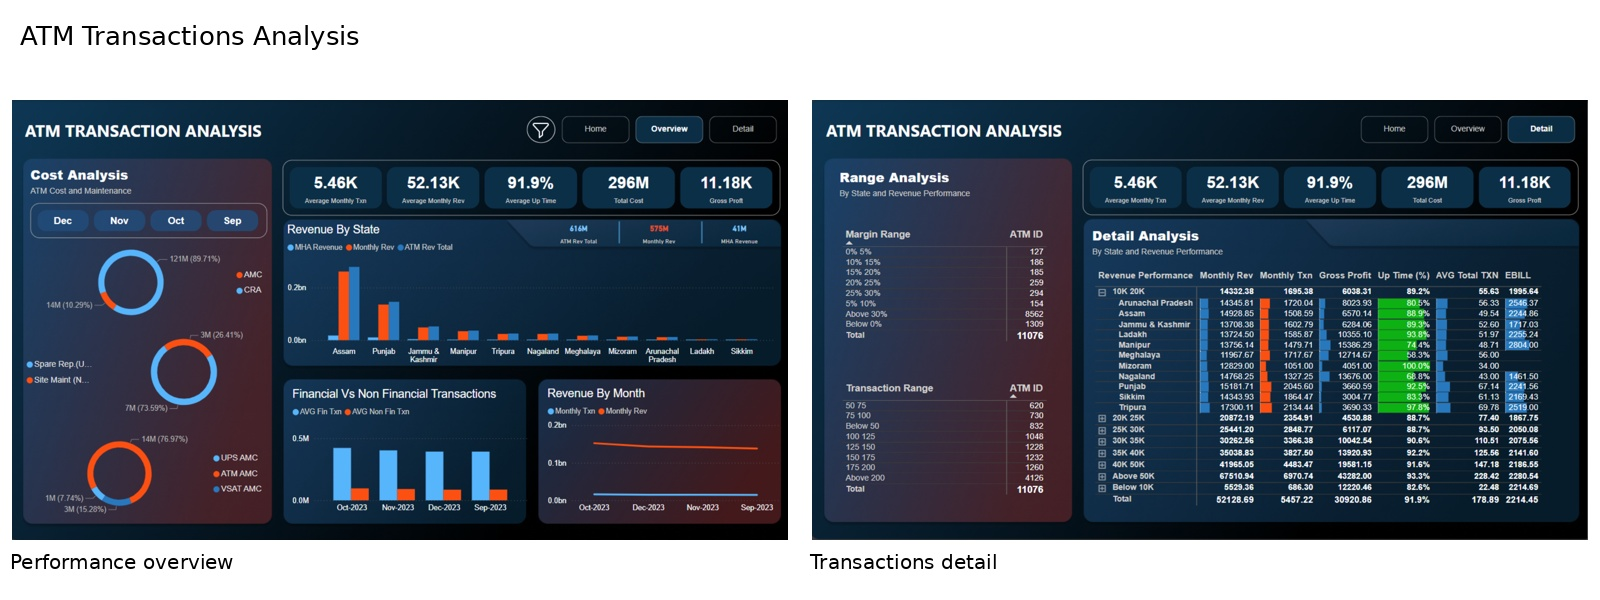 ATM Transactions Analysis
ATM TRANSACTION ANALYSIS
Home
Overview
Detail
Cost Analysis
ATM Cost and Maintenance
Dec
Nov
Oct
Sep
121M (89.71%)
14M (10.29%)
AMC
CRA
3M (26.41%)
7M (73.59%)
Spare Rep.(U...
Site Maint (N...
14M (76.97%)
1M (7.74%)
3M (15.28%)
UPS AMC
ATM AMC
VSAT AMC
5.46K
Average Monthly Txn
52.13K
Average Monthly Rev
91.9%
Average Up Time
296M
Total Cost
11.18K
Gross Profit
Revenue By State
MHA Revenue Monthly Rev ATM Rev Total
616M
ATM Rev Total
575M
Monthly Rev
41M
MHA Revenue
0.2bn
0.0bn
Assam
Punjab
Jammu &
Kashmir
Manipur
Tripura
Nagaland
Meghalaya
Mizoram
Arunachal
Pradesh
Ladakh
Sikkim
Financial Vs Non Financial Transactions
AVG Fin Txn AVG Non Fin Txn
0.5M
0.0M
Oct-2023 Nov-2023 Dec-2023 Sep-2023
Revenue By Month
Monthly Txn Monthly Rev
0.2bn
0.1bn
0.0bn
Oct-2023 Dec-2023 Nov-2023 Sep-2023
Performance overview
ATM TRANSACTION ANALYSIS
Home
Overview
Detail
Range Analysis
By State and Revenue Performance
Margin Range ATM ID
0% 5% 127
10% 15% 186
15% 20% 185
20% 25% 259
25% 30% 294
5% 10% 154
Above 30% 8562
Below 0% 1309
Total 11076
Transaction Range ATM ID
50 75 620
75 100 730
Below 50 832
100 125 1048
125 150 1228
150 175 1232
175 200 1260
Above 200 4126
Total 11076
5.46K
Average Monthly Txn
52.13K
Average Monthly Rev
91.9%
Average Up Time
296M
Total Cost
11.18K
Gross Profit
Detail Analysis
By State and Revenue Performance
Revenue Performance Monthly Rev Monthly Txn Gross Profit Up Time (%) AVG Total TXN EBILL
10K 20K 14332.38 1695.38 6038.31 89.2% 55.63 1995.64
Arunachal Pradesh 14345.81 1720.04 8023.93 80.5% 56.33 2546.37
Assam 14928.85 1508.59 6570.14 88.9% 49.54 2244.86
Jammu & Kashmir 13708.38 1602.79 6284.06 89.3% 52.60 1717.03
Ladakh 13724.50 1585.87 10355.10 93.8% 51.97 2255.24
Manipur 13756.14 1479.71 15386.29 74.4% 48.71 2804.00
Meghalaya 11967.67 1717.67 12714.67 58.3% 56.00
Mizoram 12829.00 1051.00 4051.00 100.0% 34.00
Nagaland 14768.25 1327.25 13676.00 68.8% 43.00 1461.50
Punjab 15181.71 2045.60 3660.59 92.5% 67.14 2241.56
Sikkim 14343.93 1864.47 3004.77 83.3% 61.13 2169.43
Tripura 17300.11 2134.44 3690.33 97.8% 69.78 2519.00
20K 25K 20872.19 2354.91 4530.88 88.7% 77.40 1867.75
25K 30K 25441.20 2848.77 6117.07 88.7% 93.50 2050.08
30K 35K 30262.56 3366.38 10042.54 90.6% 110.51 2075.56
35K 40K 35038.83 3827.50 13920.93 92.2% 125.56 2141.60
40K 50K 41965.05 4483.47 19581.15 91.6% 147.18 2186.55
Above 50K 67510.94 6970.74 43282.00 93.3% 228.42 2280.54
Below 10K 5529.36 686.30 12220.46 82.6% 22.48 2214.69
Total 52128.69 5457.22 30920.86 91.9% 178.89 2214.45
Transactions detail